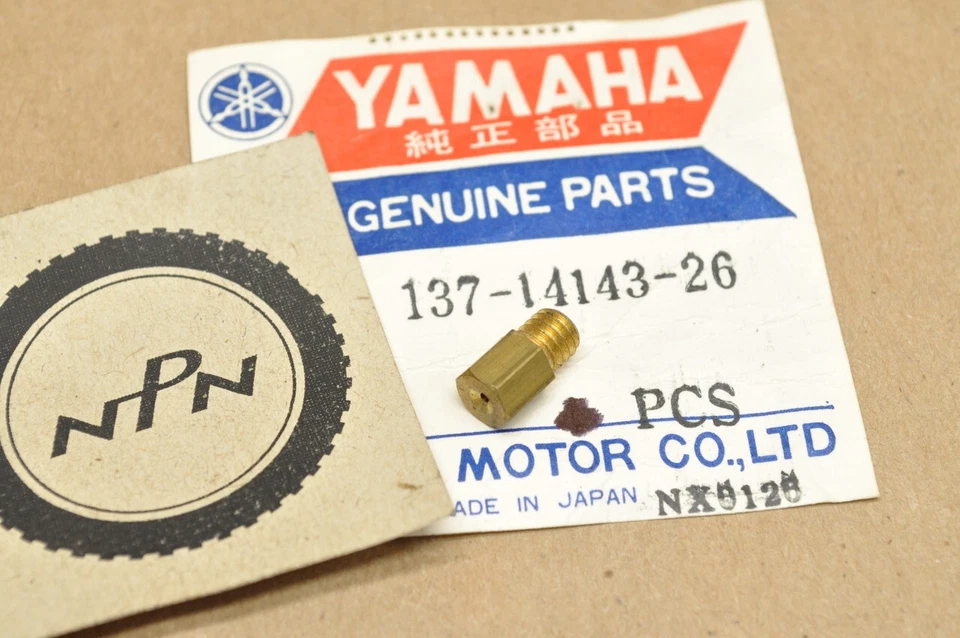 YAMAHA
純正部品
GENUINE PARTS
137-14143-26
PCS
MOTOR CO.,LTD
ADE IN JAPAN
NPN